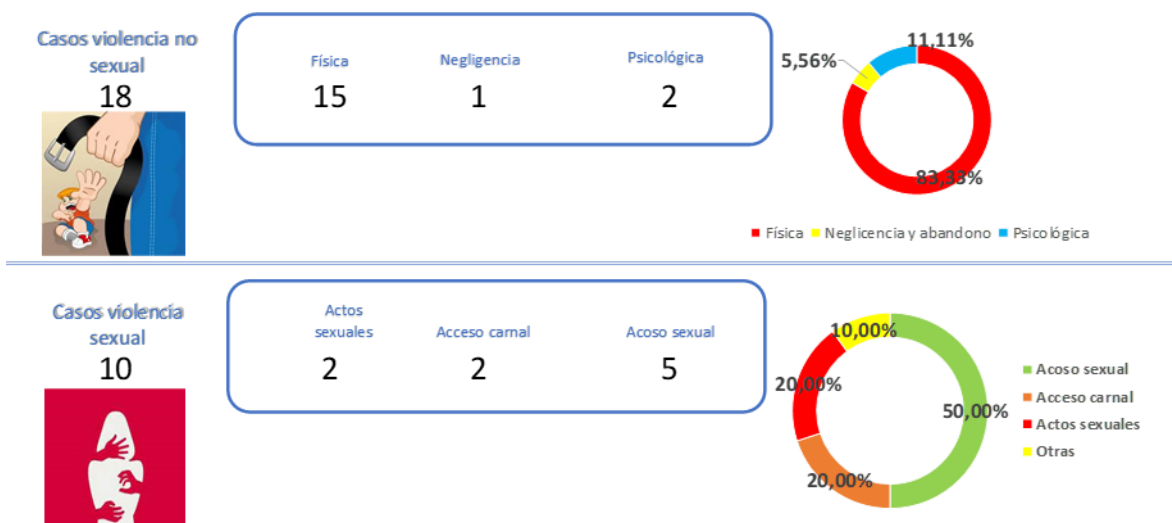 Casos violencia no
sexual
18
Física
Negligencia
Psicológica
15
1
2
11,11%
5,56%
83,33%
Física
Neglicencia y abandono
Psicológica
Casos violencia
sexual
10
Actos
sexuales
Acceso carnal
Acoso sexual
2
2
5
10,00%
20,00%
50,00%
20,00%
Acoso sexual
Acceso carnal
Actos sexuales
Otras